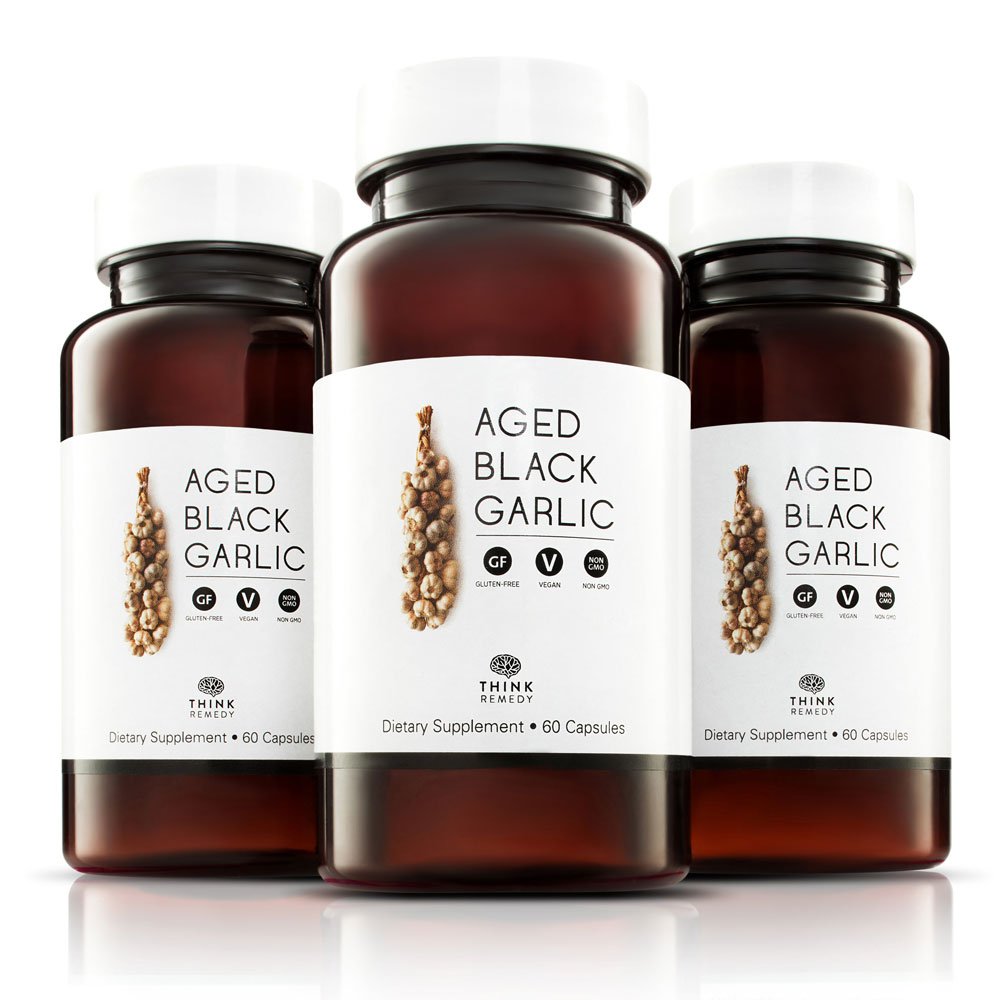 AGED
BLACK
GARLIC
GF
V
NON
GMO
GLUTEN-FREE
VEGAN
NON GMO
THINK
REMEDY
Dietary Supplement • 60 Capsules
AGED
BLACK
GARLIC
GF
V
NON
GMO
GLUTEN-FREE
VEGAN
NON GMO
THINK
REMEDY
Dietary Supplement • 60 Capsules
AGED
BLACK
GARLIC
GF
V
NON
GMO
GLUTEN-FREE
VEGAN
NON GMO
THINK
REMEDY
Dietary Supplement • 60 Capsules